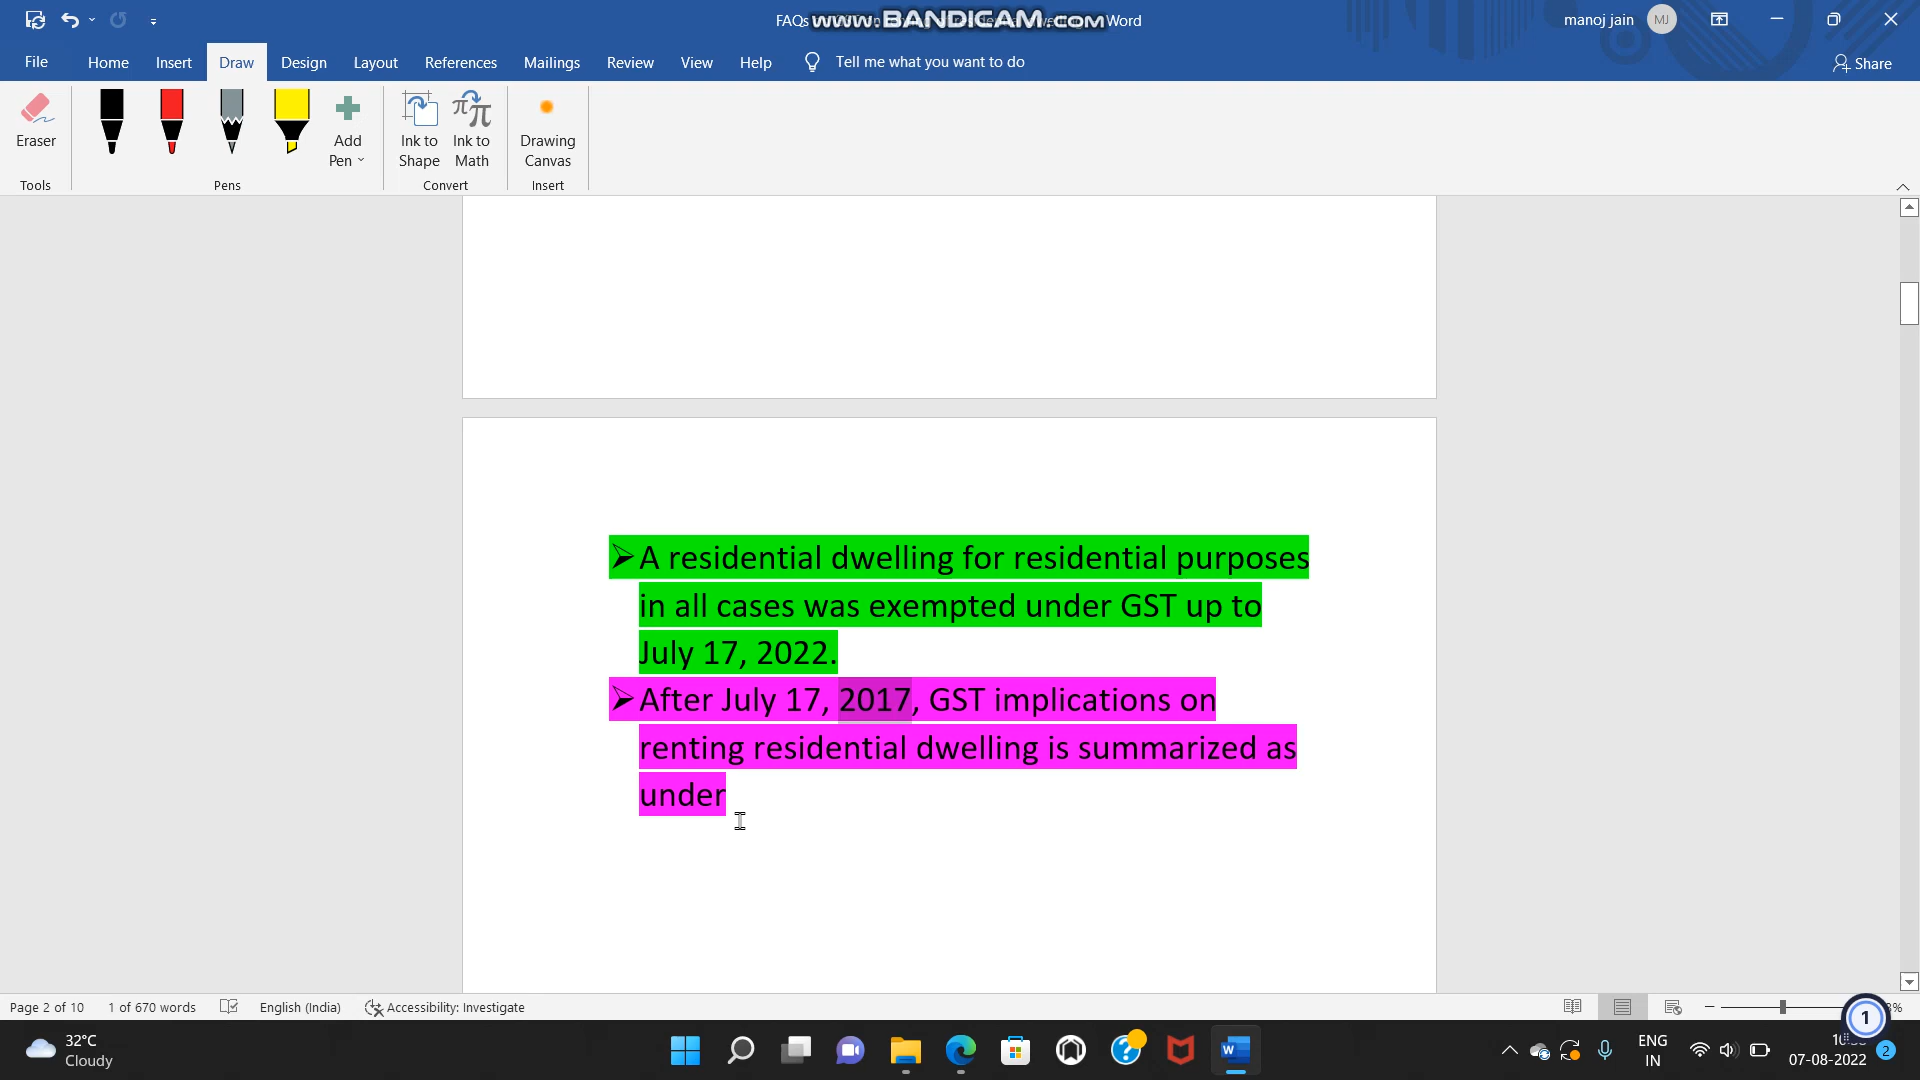 FAQs
www.BANDICAM.com
Word
manoj jain
MJ
File
Home
Insert
Draw
Design
Layout
References
Mailings
Review
View
Help
Tell me what you want to do
Share
Eraser
Add
Pen
Ink to
Shape
Ink to
Math
Drawing
Canvas
Tools
Pens
Convert
Insert
➢A residential dwelling for residential purposes
in all cases was exempted under GST up to
July 17, 2022.
➢After July 17, 2017, GST implications on
renting residential dwelling is summarized as
under
Page 2 of 10
1 of 670 words
English (India)
Accessibility: Investigate
1
32°C
Cloudy
ENG
IN
07-08-2022
2